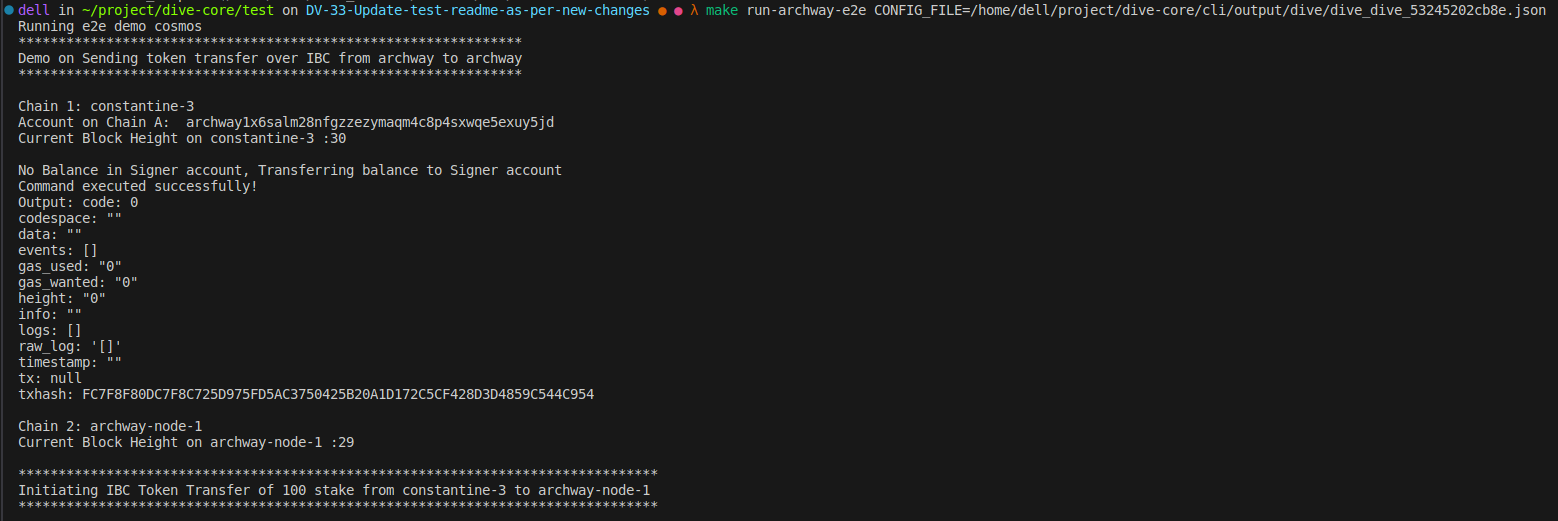 dell in ~/project/dive-core/test on DV-33-Update-test-readme-as-per-new-changes ● ● λ make run-archway-e2e CONFIG_FILE=/home/dell/project/dive-core/cli/output/dive/dive_dive_53245202cb8e.json
Running e2e demo cosmos
***************************************************************
Demo on Sending token transfer over IBC from archway to archway
***************************************************************
Chain 1: constantine-3
Account on Chain A:  archway1x6salm28nfgzzezymaqm4c8p4sxwqe5exuy5jd
Current Block Height on constantine-3 :30
No Balance in Signer account, Transferring balance to Signer account
Command executed successfully!
Output: code: 0
codespace: ""
data: ""
events: []
gas_used: "0"
gas_wanted: "0"
height: "0"
info: ""
logs: []
raw_log: '[]'
timestamp: ""
tx: null
txhash: FC7F8F80DC7F8C725D975FD5AC3750425B20A1D172C5CF428D3D4859C544C954
Chain 2: archway-node-1
Current Block Height on archway-node-1 :29
********************************************************************************
Initiating IBC Token Transfer of 100 stake from constantine-3 to archway-node-1
********************************************************************************